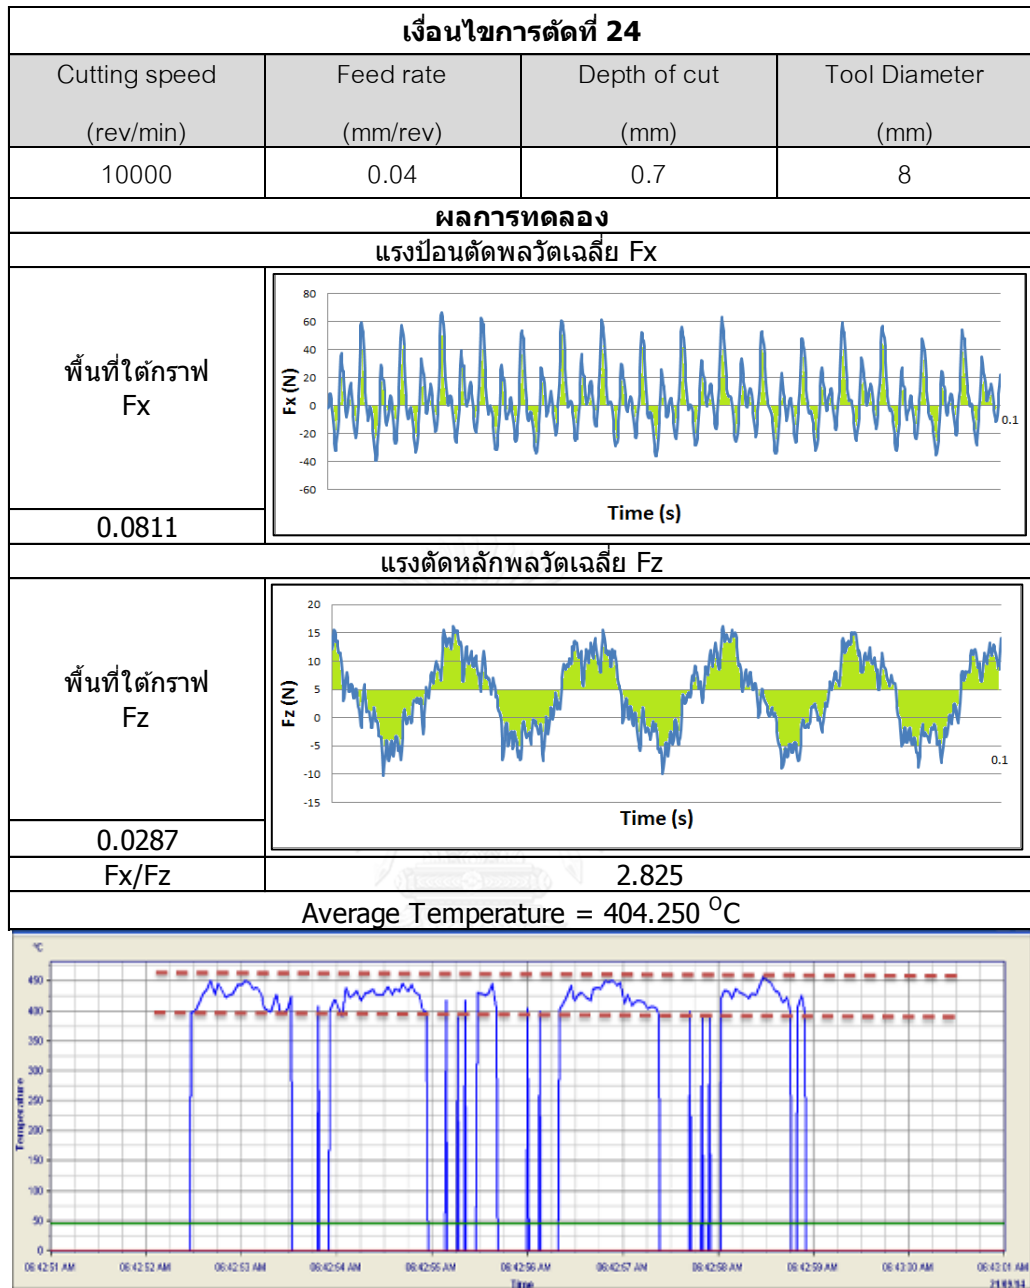 เงื่อนไขการตัดที่ 24
Cutting speed Feed rate Depth of cut Tool Diameter
(rev/min) (mm/rev) (mm) (mm)
10000 0.04 0.7 8
ผลการทดลอง
แรงป้อนตัดพลวัตเฉลี่ย Fx
พื้นที่ใต้กราฟ
Fx
0.0811
80
60
40
20
0
-20
-40
-60
Fx (N)
0.1
Time (s)
แรงตัดหลักพลวัตเฉลี่ย Fz
พื้นที่ใต้กราฟ
Fz
0.0287
20
15
10
5
0
-5
-10
-15
Fz (N)
0.1
Time (s)
Fx/Fz 2.825
Average Temperature = 404.250 ᴼC
°C
450
400
350
300
250
200
150
100
50
0
Temperature
06:42:51 AM 06:42:52 AM 06:42:53 AM 06:42:54 AM 06:42:55 AM 06:42:56 AM 06:42:57 AM 06:42:58 AM 06:42:59 AM 06:43:01 AM
Time